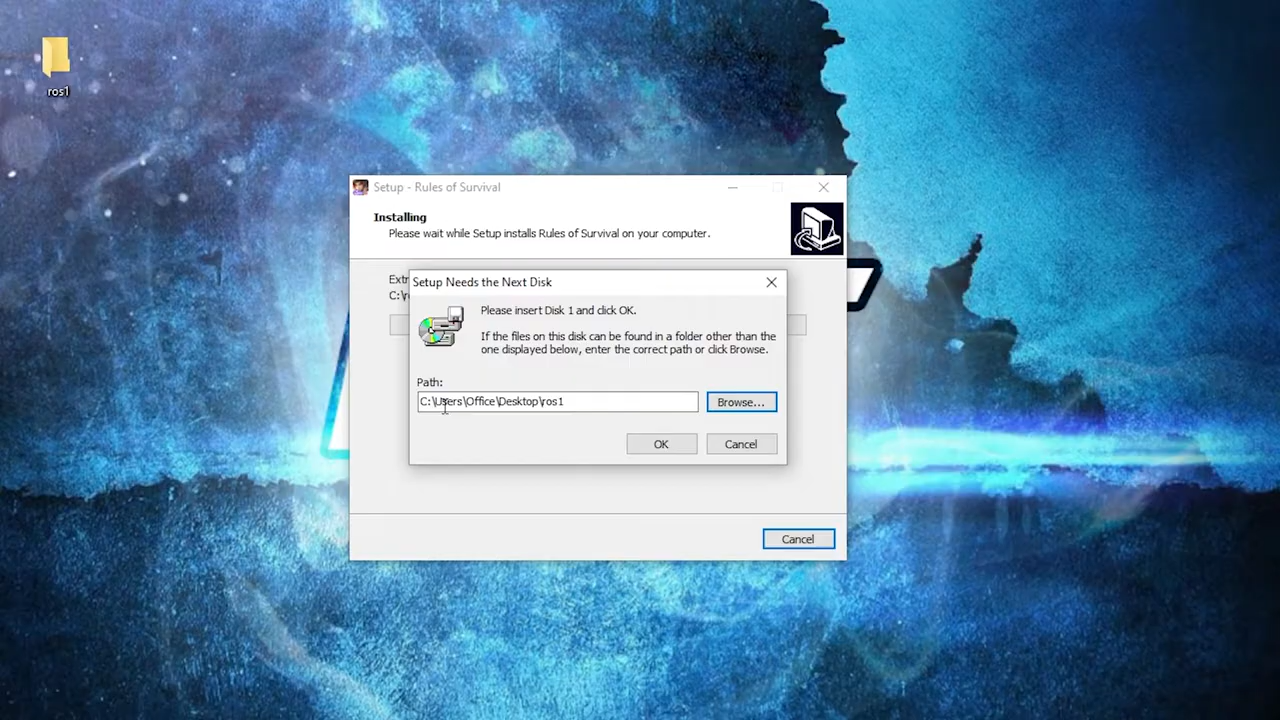 ros1
Setup - Rules of Survival
Installing
Please wait while Setup installs Rules of Survival on your computer.
Extr
C:\r
Setup Needs the Next Disk
Please insert Disk 1 and click OK.
If the files on this disk can be found in a folder other than the
one displayed below, enter the correct path or click Browse.
Path:
C:\Users\Office\Desktop\ros1
Browse...
OK
Cancel
Cancel